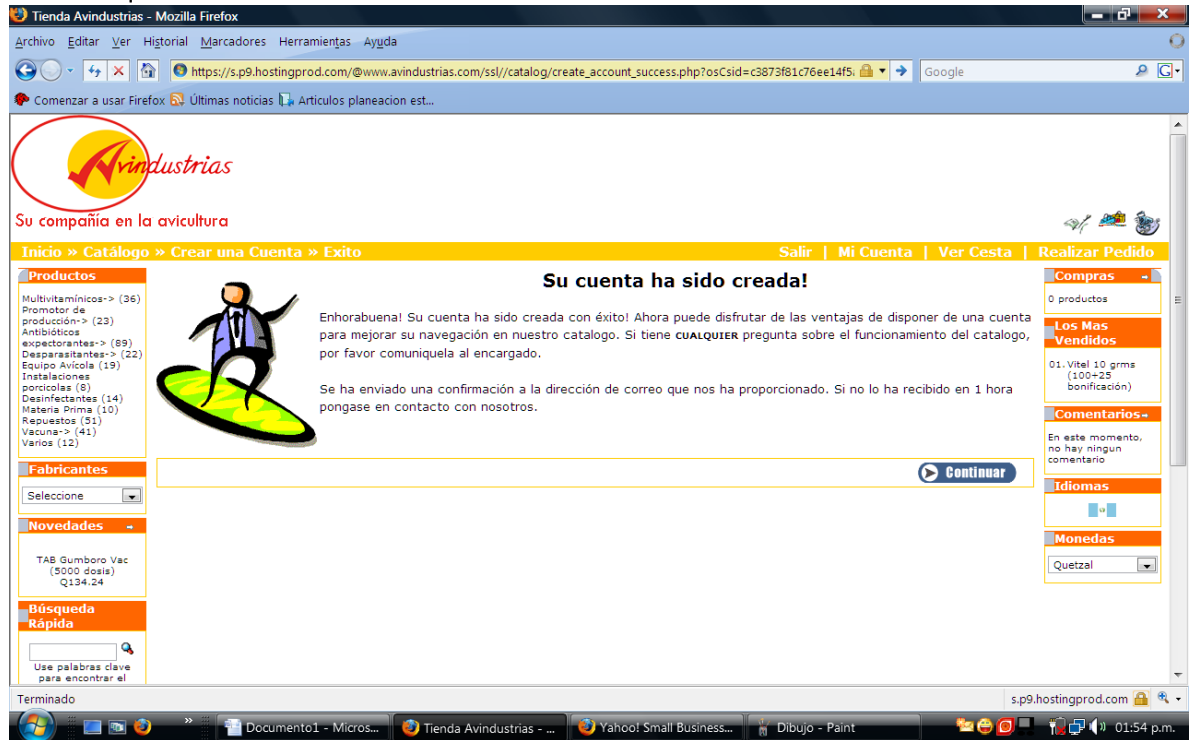 Tienda Avindustrias - Mozilla Firefox
Archivo Editar Ver Historial Marcadores Herramientas Ayuda
https://s.p9.hostingprod.com/@www.avindustrias.com/ssl//catalog/create_account_success.php?osCsid=c3873f81c76ee14f5
Google
Comenzar a usar Firefox Últimas noticias Articulos planeacion est...
Avindustrias
Su compañía en la avicultura
Inicio » Catálogo » Crear una Cuenta » Exito
Salir | Mi Cuenta | Ver Cesta | Realizar Pedido
Productos
Multivitamínicos-> (36)
Promotor de
producción-> (23)
Antibióticos
expectorantes-> (89)
Desparasitantes-> (22)
Equipo Avícola (19)
Instalaciones
porcicolas (8)
Desinfectantes (14)
Materia Prima (10)
Repuestos (51)
Vacuna-> (41)
Varios (12)
Fabricantes
Seleccione
Novedades
TAB Gumboro Vac
(5000 dosis)
Q134.24
Búsqueda
Rápida
Use palabras clave
para encontrar el
Su cuenta ha sido creada!
Enhorabuena! Su cuenta ha sido creada con éxito! Ahora puede disfrutar de las ventajas de disponer de una cuenta
para mejorar su navegación en nuestro catalogo. Si tiene CUALQUIER pregunta sobre el funcionamiento del catalogo,
por favor comuniquela al encargado.
Se ha enviado una confirmación a la dirección de correo que nos ha proporcionado. Si no lo ha recibido en 1 hora
pongase en contacto con nosotros.
Continuar
Compras
0 productos
Los Mas
Vendidos
01. Vitel 10 grms
(100+25
bonificación)
Comentarios
En este momento,
no hay ningun
comentario
Idiomas
Monedas
Quetzal
Terminado
s.p9.hostingprod.com
Documento1 - Micros...
Tienda Avindustrias - ...
Yahoo! Small Business...
Dibujo - Paint
01:54 p.m.